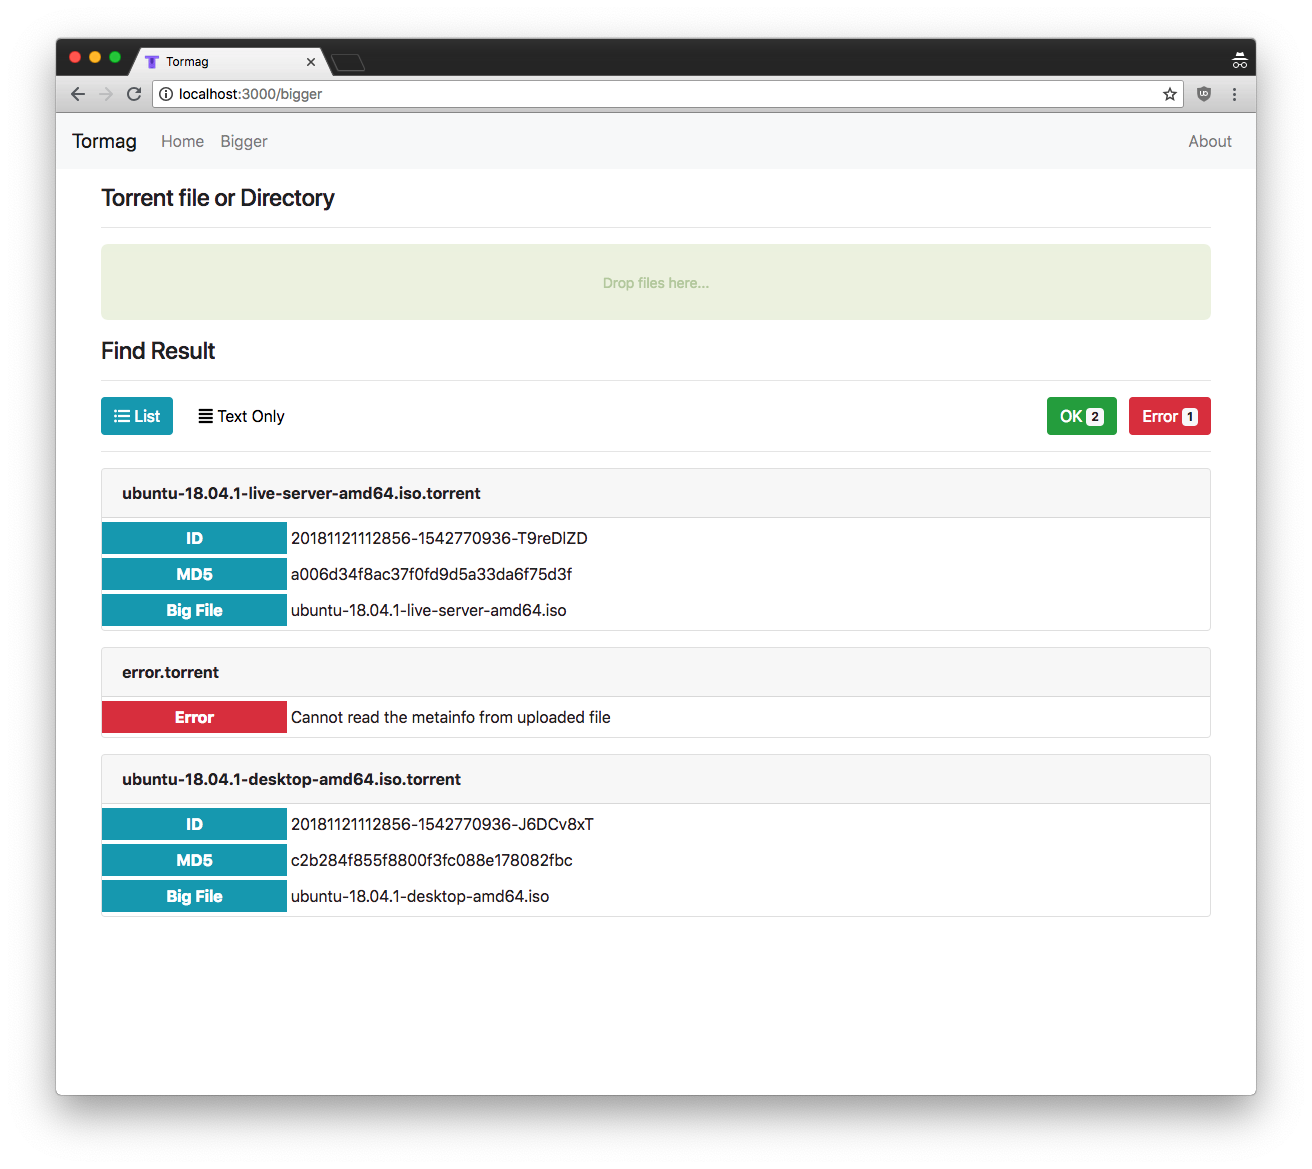 Tormag
localhost:3000/bigger
Tormag Home Bigger About
Torrent file or Directory
Drop files here...
Find Result
List Text Only OK 2 Error 1
ubuntu-18.04.1-live-server-amd64.iso.torrent
ID 20181121112856-1542770936-T9reDlZD
MD5 a006d34f8ac37f0fd9d5a33da6f75d3f
Big File ubuntu-18.04.1-live-server-amd64.iso
error.torrent
Error Cannot read the metainfo from uploaded file
ubuntu-18.04.1-desktop-amd64.iso.torrent
ID 20181121112856-1542770936-J6DCv8xT
MD5 c2b284f855f8800f3fc088e178082fbc
Big File ubuntu-18.04.1-desktop-amd64.iso